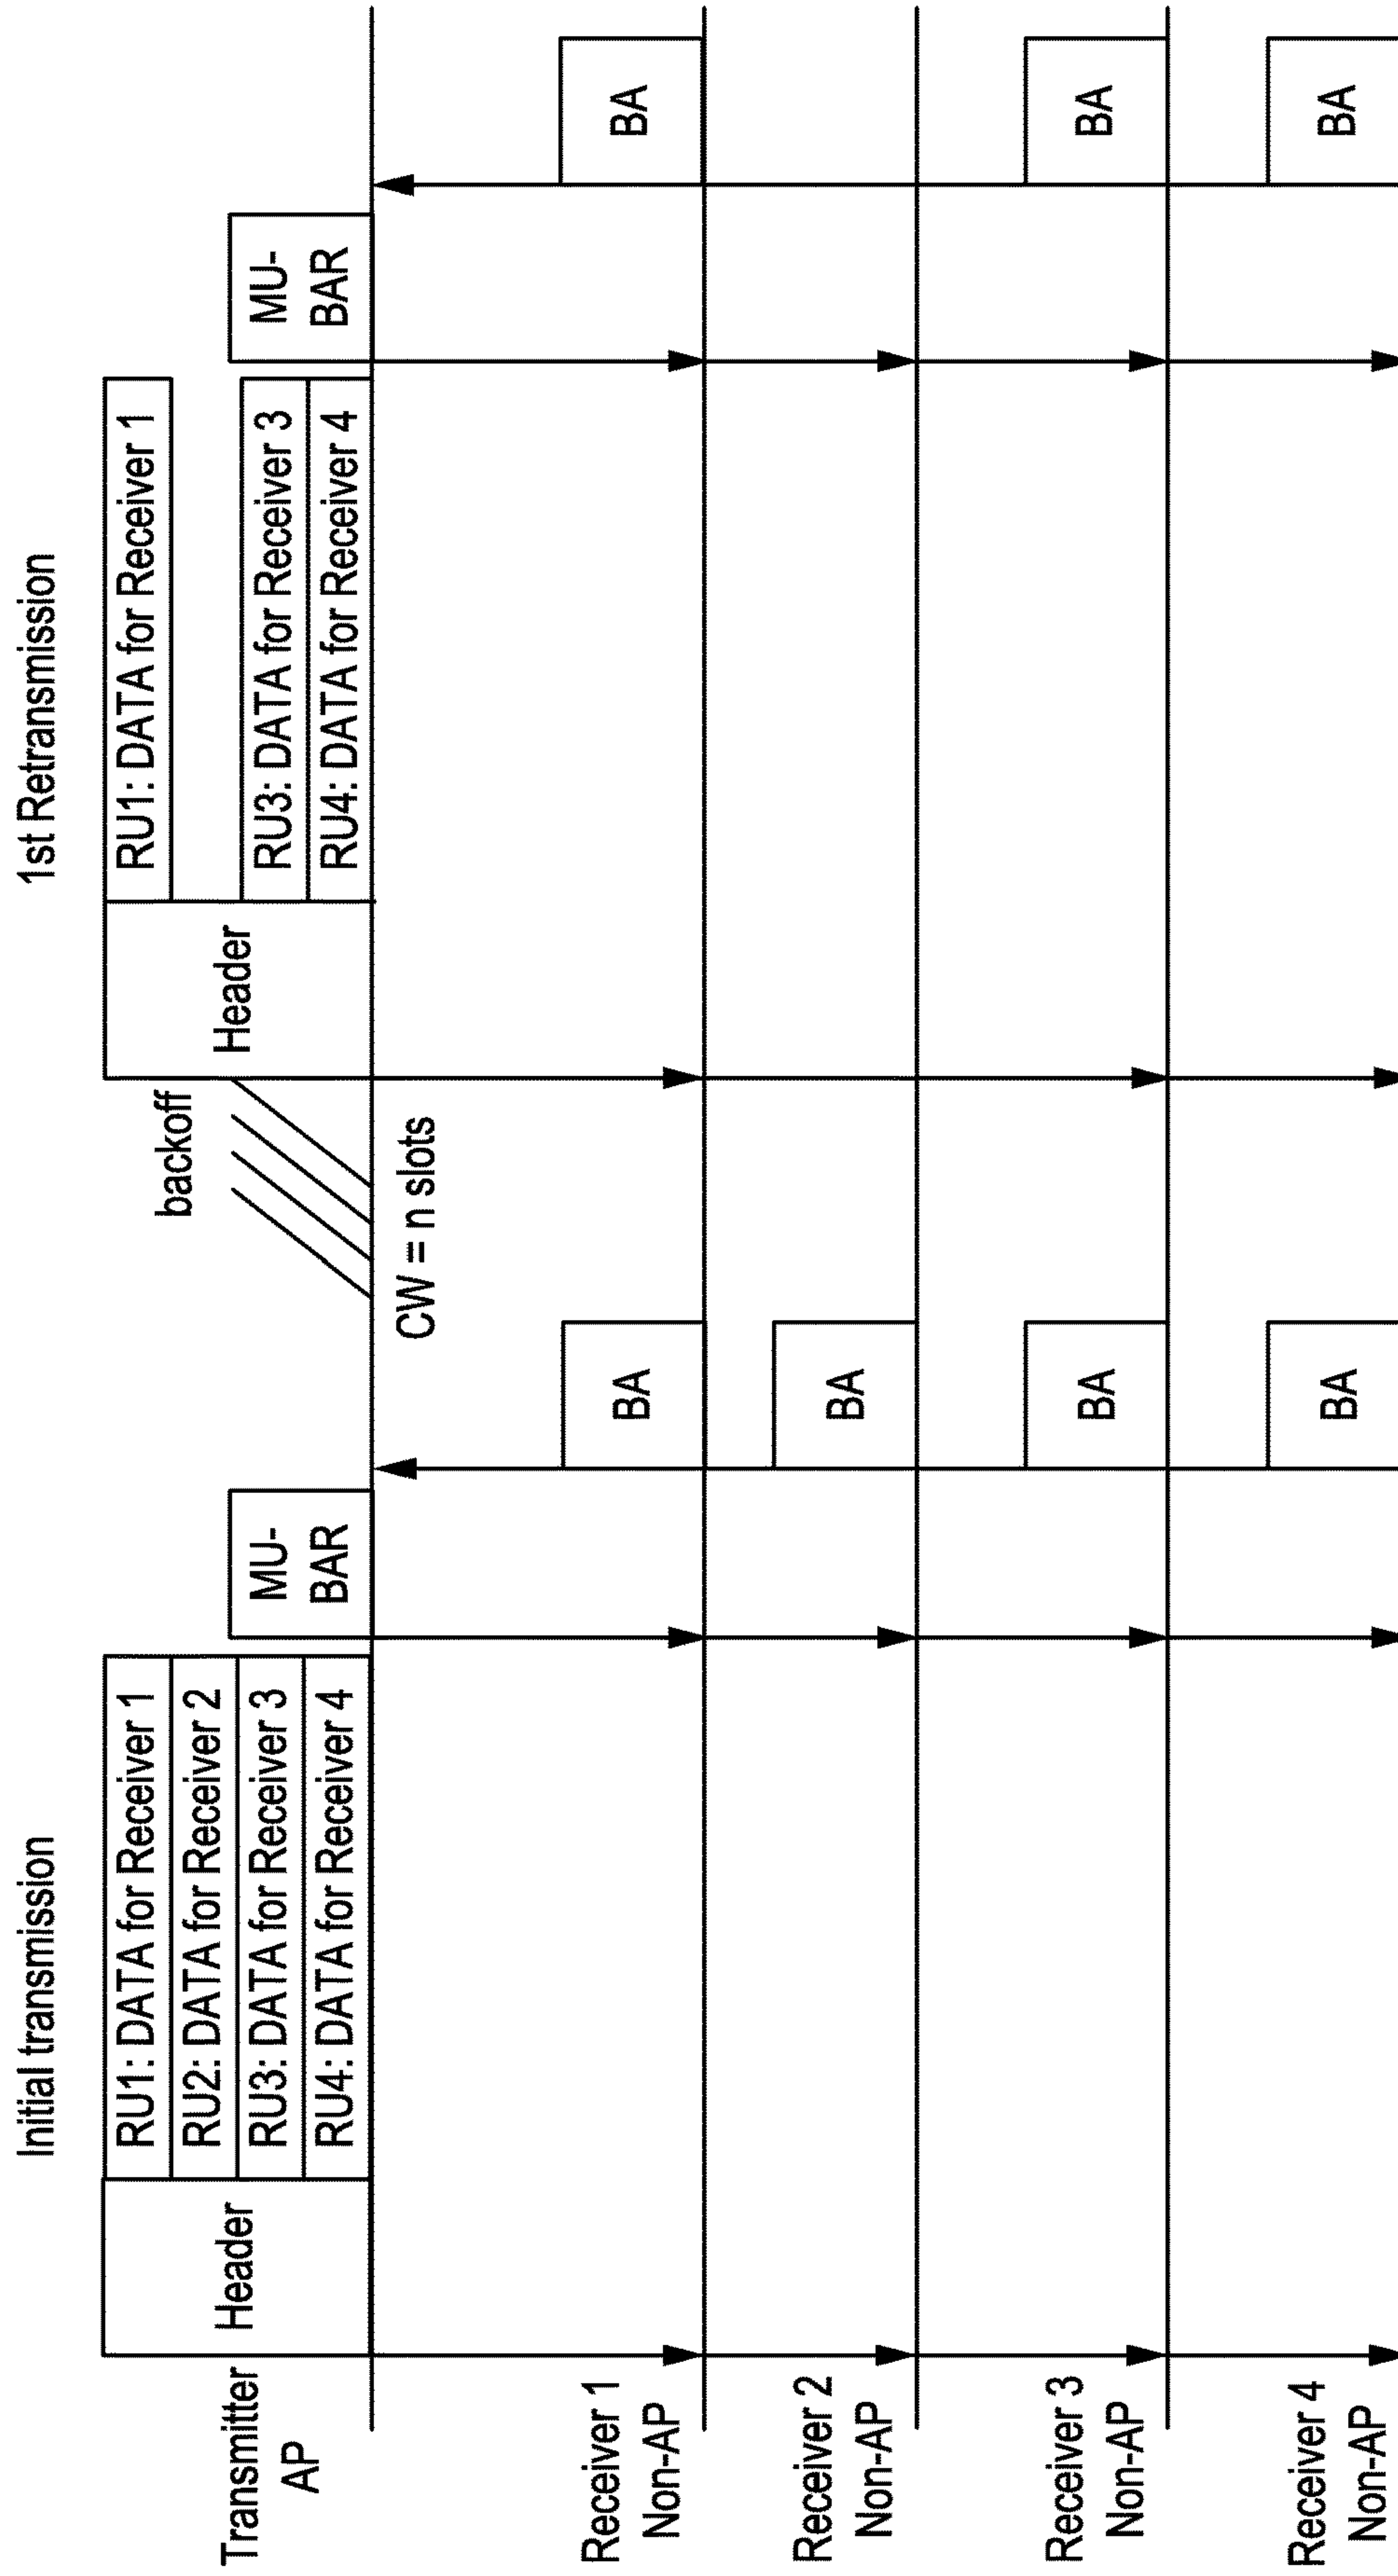 Initial transmission
1st Retransmission
Transmitter
AP
Header
RU1: DATA for Receiver 1
RU2: DATA for Receiver 2
RU3: DATA for Receiver 3
RU4: DATA for Receiver 4
MU-
BAR
backoff
CW = n slots
Header
RU1: DATA for Receiver 1
RU3: DATA for Receiver 3
RU4: DATA for Receiver 4
MU-
BAR
Receiver 1
Non-AP
BA
BA
Receiver 2
Non-AP
BA
Receiver 3
Non-AP
BA
BA
Receiver 4
Non-AP
BA
BA